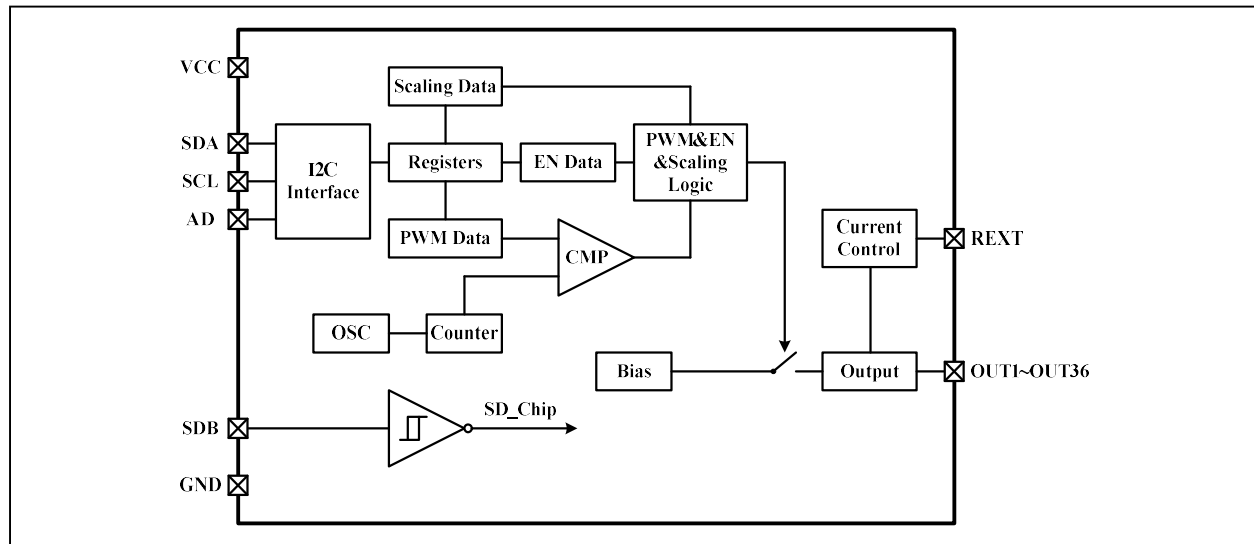 VCC
Scaling Data
SDA
SCL
AD
I2C
Interface
Registers
EN Data
PWM&EN
&Scaling
Logic
PWM Data
CMP
Current
Control
REXT
OSC
Counter
Bias
Output
OUT1~OUT36
SDB
SD_Chip
GND